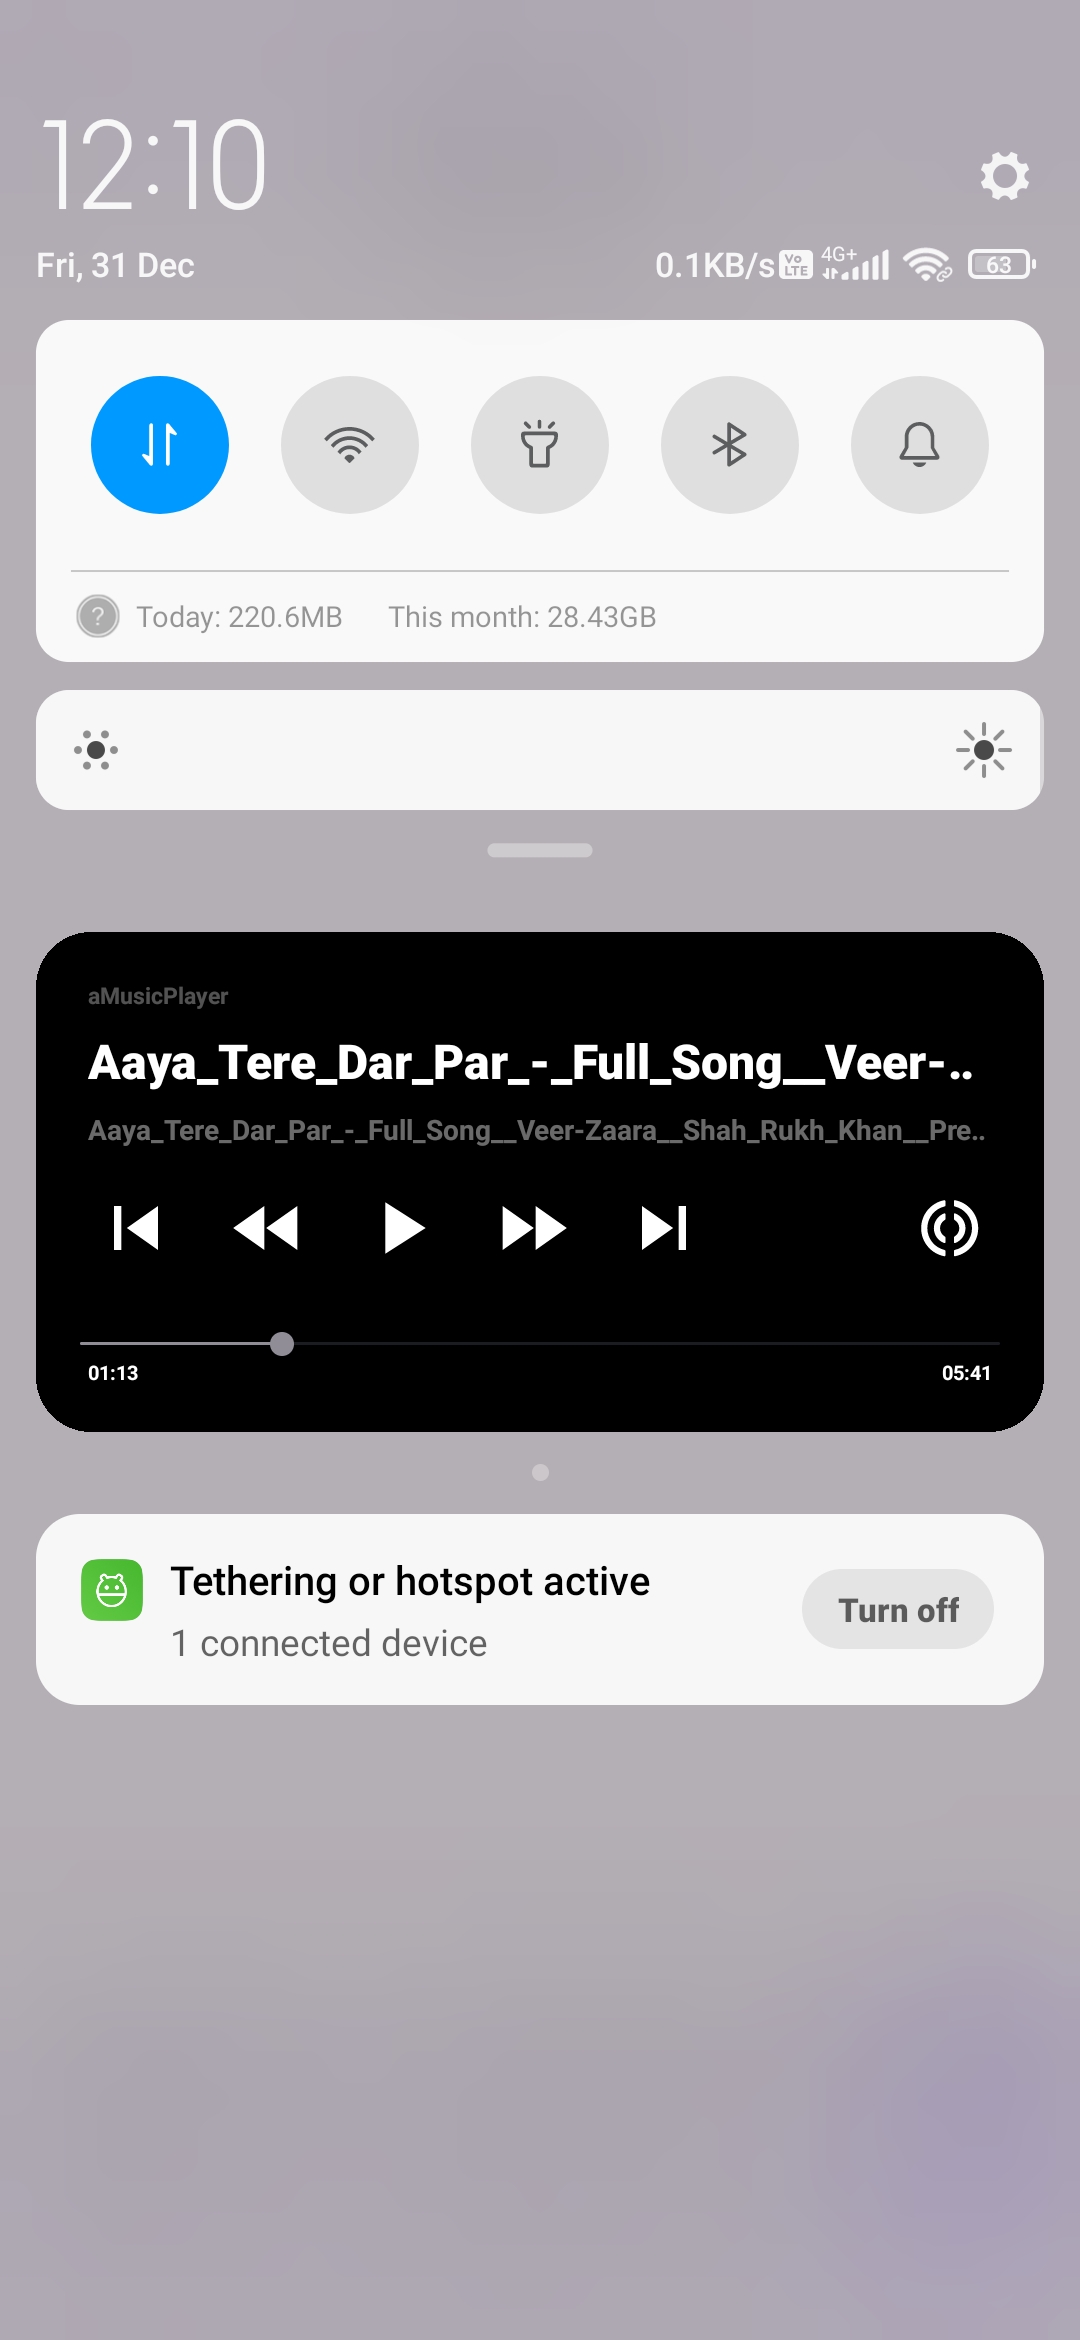 12:10
Fri, 31 Dec
0.1KB/s Vo LTE 4G+ 63
? Today: 220.6MB This month: 28.43GB
aMusicPlayer
Aaya_Tere_Dar_Par_-_Full_Song__Veer-..
Aaya_Tere_Dar_Par_-_Full_Song__Veer-Zaara__Shah_Rukh_Khan__Pre..
01:13 05:41
Tethering or hotspot active
1 connected device
Turn off